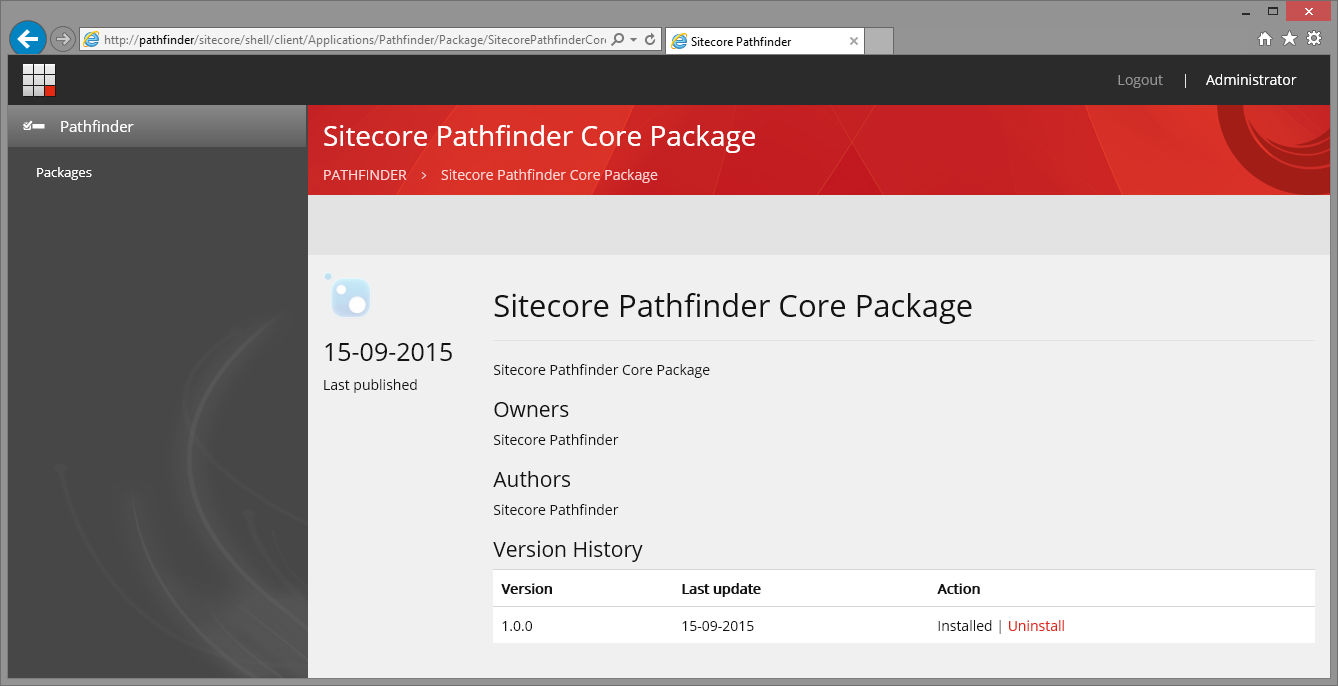 http://pathfinder/sitecore/shell/client/Applications/Pathfinder/Package/SitecorePathfinderCor
Sitecore Pathfinder
Logout | Administrator
Pathfinder
Packages
Sitecore Pathfinder Core Package
PATHFINDER > Sitecore Pathfinder Core Package
15-09-2015
Last published
Sitecore Pathfinder Core Package
Sitecore Pathfinder Core Package
Owners
Sitecore Pathfinder
Authors
Sitecore Pathfinder
Version History
Version Last update Action
1.0.0 15-09-2015 Installed | Uninstall